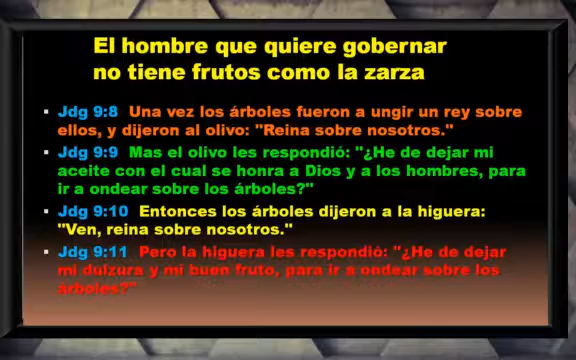 El hombre que quiere gobernar
no tiene frutos como la zarza
Jdg 9:8 Una vez los árboles fueron a ungir un rey sobre
ellos, y dijeron al olivo: "Reina sobre nosotros."
Jdg 9:9 Mas el olivo les respondió: "¿He de dejar mi
aceite con el cual se honra a Dios y a los hombres, para
ir a ondear sobre los árboles?"
Jdg 9:10 Entonces los árboles dijeron a la higuera:
"Ven, reina sobre nosotros."
Jdg 9:11 Pero la higuera les respondió: "¿He de dejar
mi dulzura y mi buen fruto, para ir a ondear sobre los
árboles?"